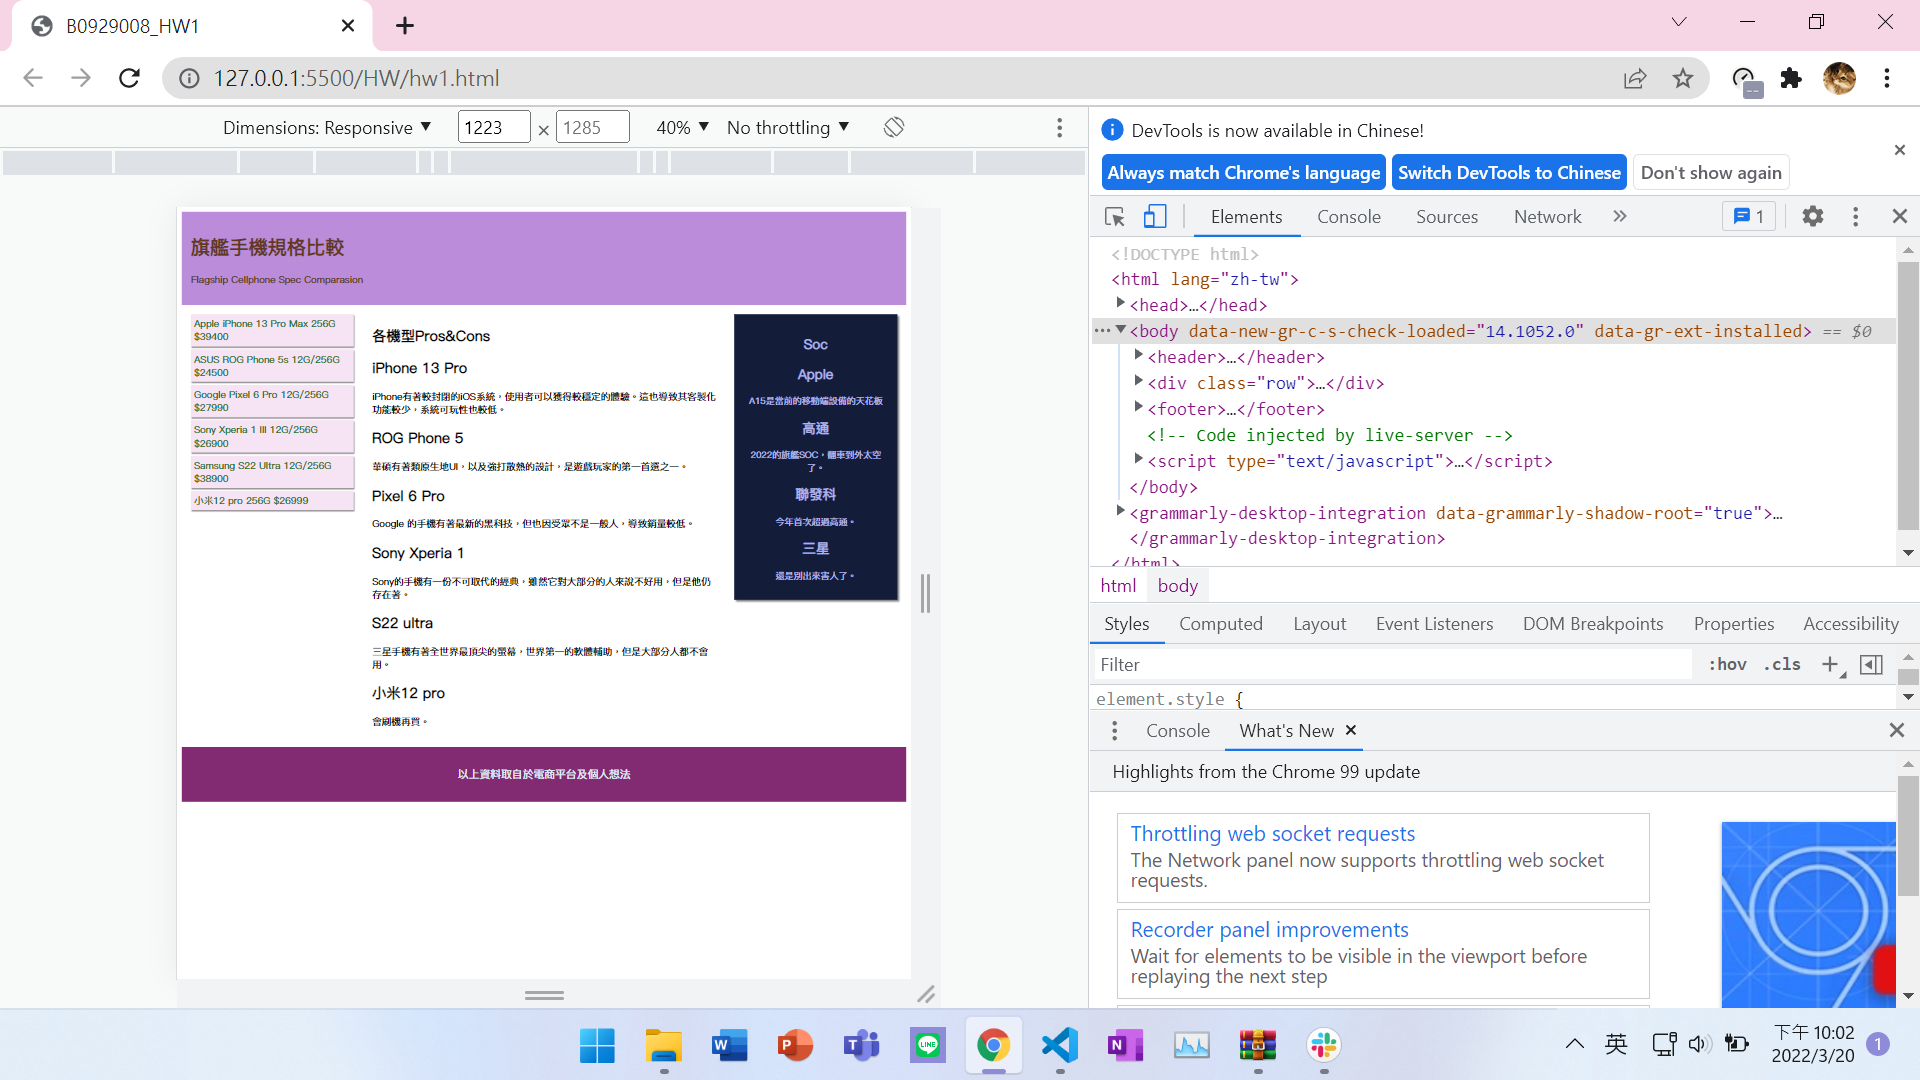 B0929008_HW1
127.0.0.1:5500/HW/hw1.html
Dimensions: Responsive
1223
×
1285
40%
No throttling
旗艦手機規格比較
Flagship Cellphone Spec Comparasion
Apple iPhone 13 Pro Max 256G
$39400
ASUS ROG Phone 5s 12G/256G
$24500
Google Pixel 6 Pro 12G/256G
$27990
Sony Xperia 1 III 12G/256G
$26900
Samsung S22 Ultra 12G/256G
$38900
小米12 pro 256G $26999
各機型Pros&Cons
iPhone 13 Pro
iPhone有著較封閉的iOS系統，使用者可以獲得較穩定的體驗。這也導致其客製化
功能較少，系統可玩性也較低。
ROG Phone 5
華碩有著類原生地UI，以及強打散熱的設計，是遊戲玩家的第一首選之一。
Pixel 6 Pro
Google 的手機有著最新的黑科技，但也因受眾不是一般人，導致銷量較低。
Sony Xperia 1
Sony的手機有一份不可取代的經典，雖然它對大部分的人來說不好用，但是他仍
存在著。
S22 ultra
三星手機有著全世界最頂尖的螢幕，世界第一的軟體輔助，但是大部分人都不會
用。
小米12 pro
會刷機再買。
Soc
Apple
A15是當前的移動端設備的天花板
高通
2022的旗艦SOC，翻車到外太空
了。
聯發科
今年首次超過高通。
三星
還是別出來害人了。
以上資料取自於電商平台及個人想法
DevTools is now available in Chinese!
Always match Chrome's language
Switch DevTools to Chinese
Don't show again
Elements
Console
Sources
Network
»
1
<!DOCTYPE html>
<html lang="zh-tw">
<head>…</head>
<body data-new-gr-c-s-check-loaded="14.1052.0" data-gr-ext-installed> == $0
<header>…</header>
<div class="row">…</div>
<footer>…</footer>
<!-- Code injected by live-server -->
<script type="text/javascript">…</script>
</body>
<grammarly-desktop-integration data-grammarly-shadow-root="true">…
</grammarly-desktop-integration>
</html>
html
body
Styles
Computed
Layout
Event Listeners
DOM Breakpoints
Properties
Accessibility
Filter
:hov
.cls
element.style {
Console
What's New
Highlights from the Chrome 99 update
Throttling web socket requests
The Network panel now supports throttling web socket
requests.
Recorder panel improvements
Wait for elements to be visible in the viewport before
replaying the next step
W
P
T
LINE
N
英
下午 10:02
2022/3/20
1